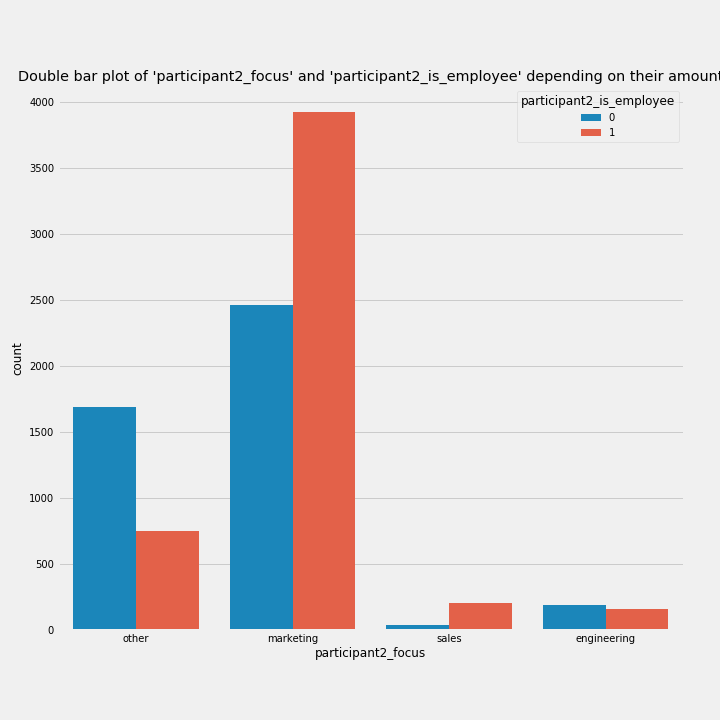 Double bar plot of 'participant2_focus' and 'participant2_is_employee' depending on their amount
participant2_is_employee
0
1
4000
3500
3000
2500
2000
1500
1000
500
0
count
other marketing sales engineering
participant2_focus